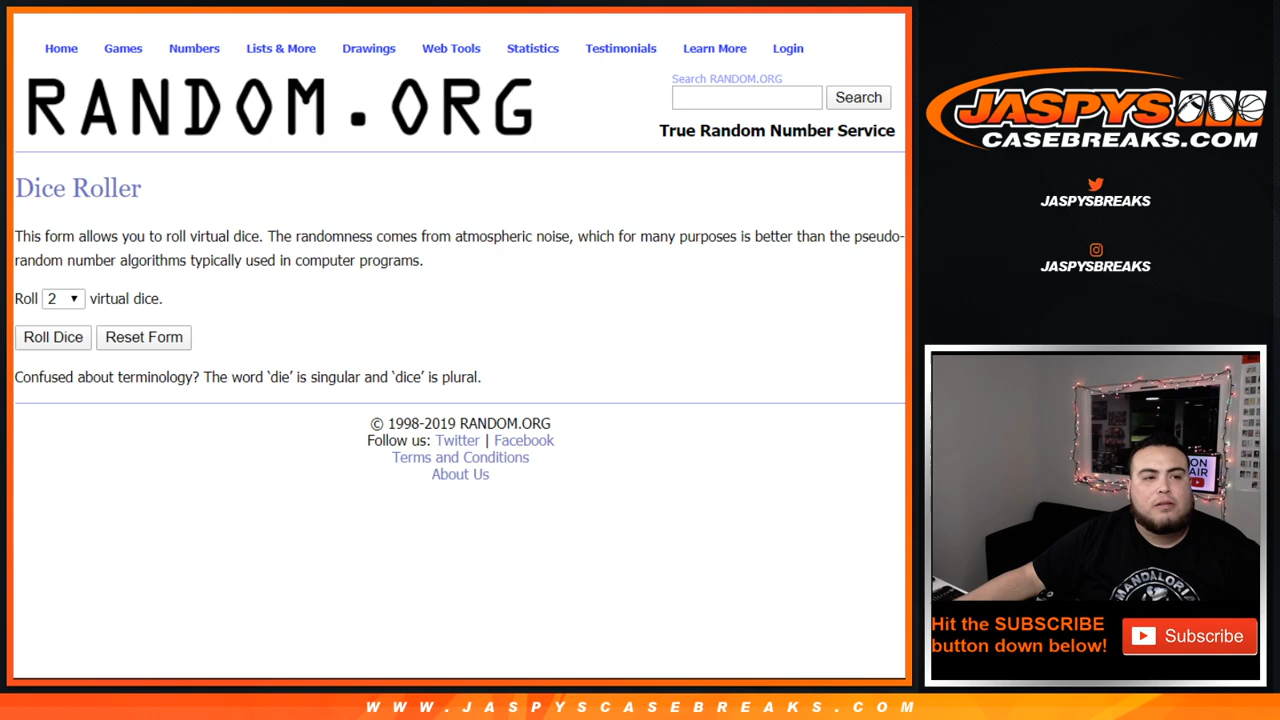 Home Games Numbers Lists & More Drawings Web Tools Statistics Testimonials Learn More Login
RANDOM.ORG
Search RANDOM.ORG
Search
True Random Number Service
Dice Roller
This form allows you to roll virtual dice. The randomness comes from atmospheric noise, which for many purposes is better than the pseudo-
random number algorithms typically used in computer programs.
Roll 2 virtual dice.
Roll Dice Reset Form
Confused about terminology? The word ‘die’ is singular and ‘dice’ is plural.
© 1998-2019 RANDOM.ORG
Follow us: Twitter | Facebook
Terms and Conditions
About Us
JASPYS
CASEBREAKS.COM
JASPYSBREAKS
JASPYSBREAKS
ON
AIR
MANDALORIA
Hit the SUBSCRIBE
button down below!
Subscribe
WWW.JASPYSCASEBREAKS.COM